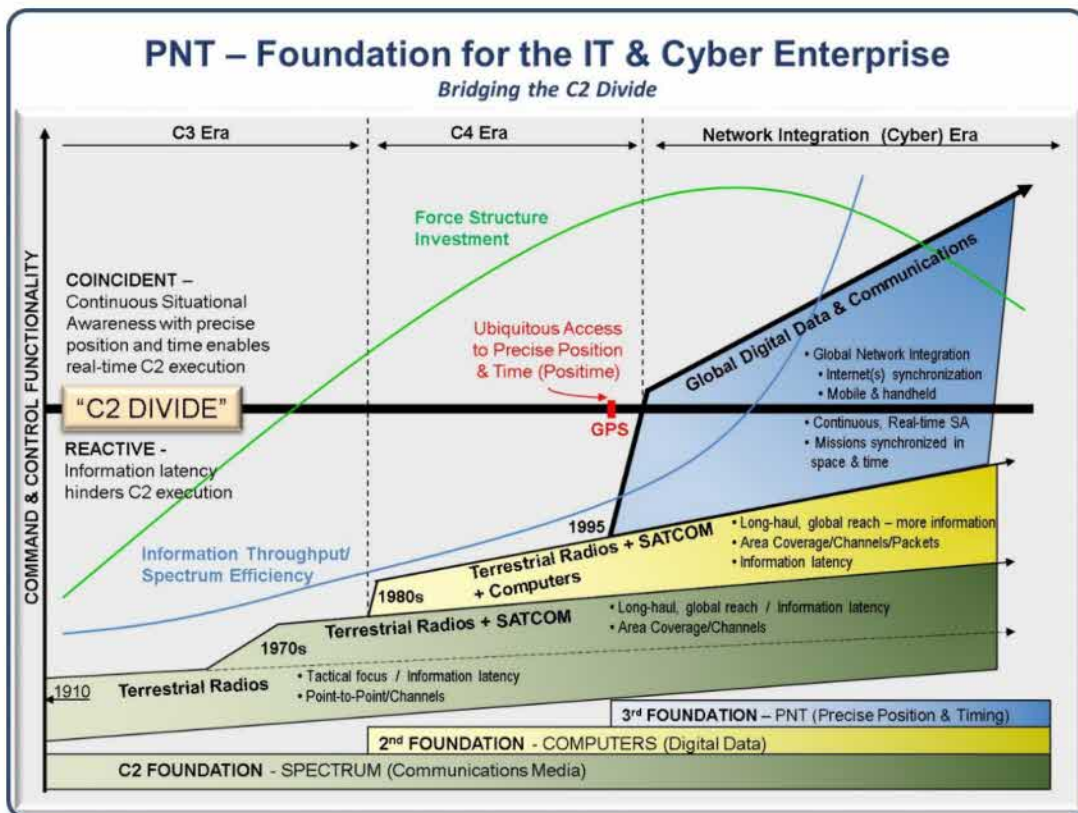 PNT – Foundation for the IT & Cyber Enterprise
Bridging the C2 Divide
C3 Era
C4 Era
Network Integration (Cyber) Era
COMMAND & CONTROL FUNCTIONALITY
Force Structure
Investment
COINCIDENT –
Continuous Situational
Awareness with precise
position and time enables
real-time C2 execution
"C2 DIVIDE"
REACTIVE -
Information latency
hinders C2 execution
Ubiquitous Access
to Precise Position
& Time (Positime)
GPS
Global Digital Data & Communications
• Global Network Integration
• Internet(s) synchronization
• Mobile & handheld
• Continuous, Real-time SA
• Missions synchronized in
space & time
Information Throughput/
Spectrum Efficiency
1995
Terrestrial Radios + SATCOM
+ Computers
• Long-haul, global reach – more information
• Area Coverage/Channels/Packets
• Information latency
1980s
Terrestrial Radios + SATCOM
• Long-haul, global reach / Information latency
• Area Coverage/Channels
1970s
1910
Terrestrial Radios
• Tactical focus / Information latency
• Point-to-Point/Channels
3rd FOUNDATION – PNT (Precise Position & Timing)
2nd FOUNDATION - COMPUTERS (Digital Data)
C2 FOUNDATION - SPECTRUM (Communications Media)